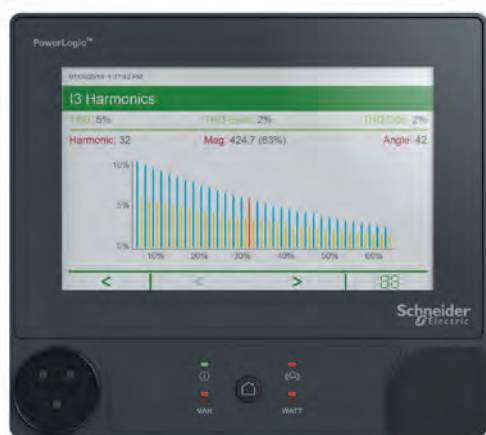 PowerLogic™
I3 Harmonics
THD: 5% THD Even: 2% THD Odd: 2%
Harmonic: 32 Mag: 424.7 (63%) Angle: 42
10%
5%
0%
10% 20% 30% 40% 50% 60%
< < >
Schneider
Electric
VAR WATT